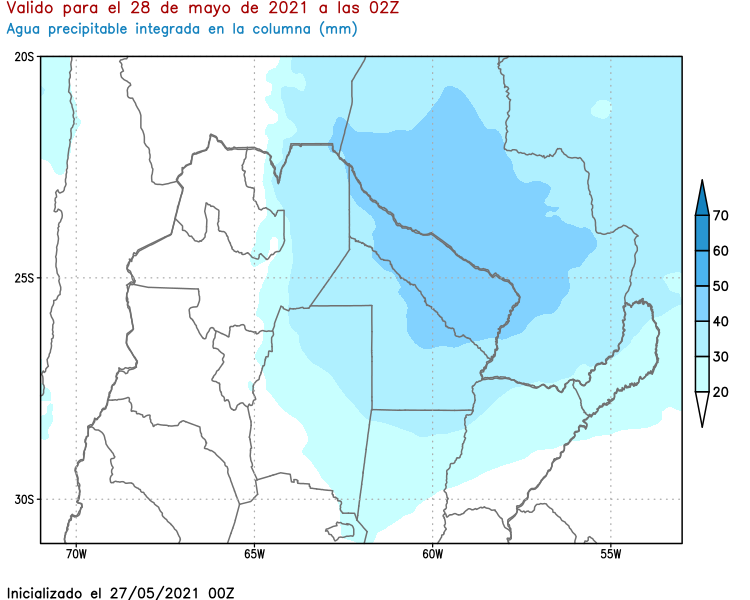 Valido para el 28 de mayo de 2021 a las 02Z
Agua precipitable integrada en la columna (mm)
20S
25S
30S
70W
65W
60W
55W
70
60
50
40
30
20
Inicializado el 27/05/2021 00Z